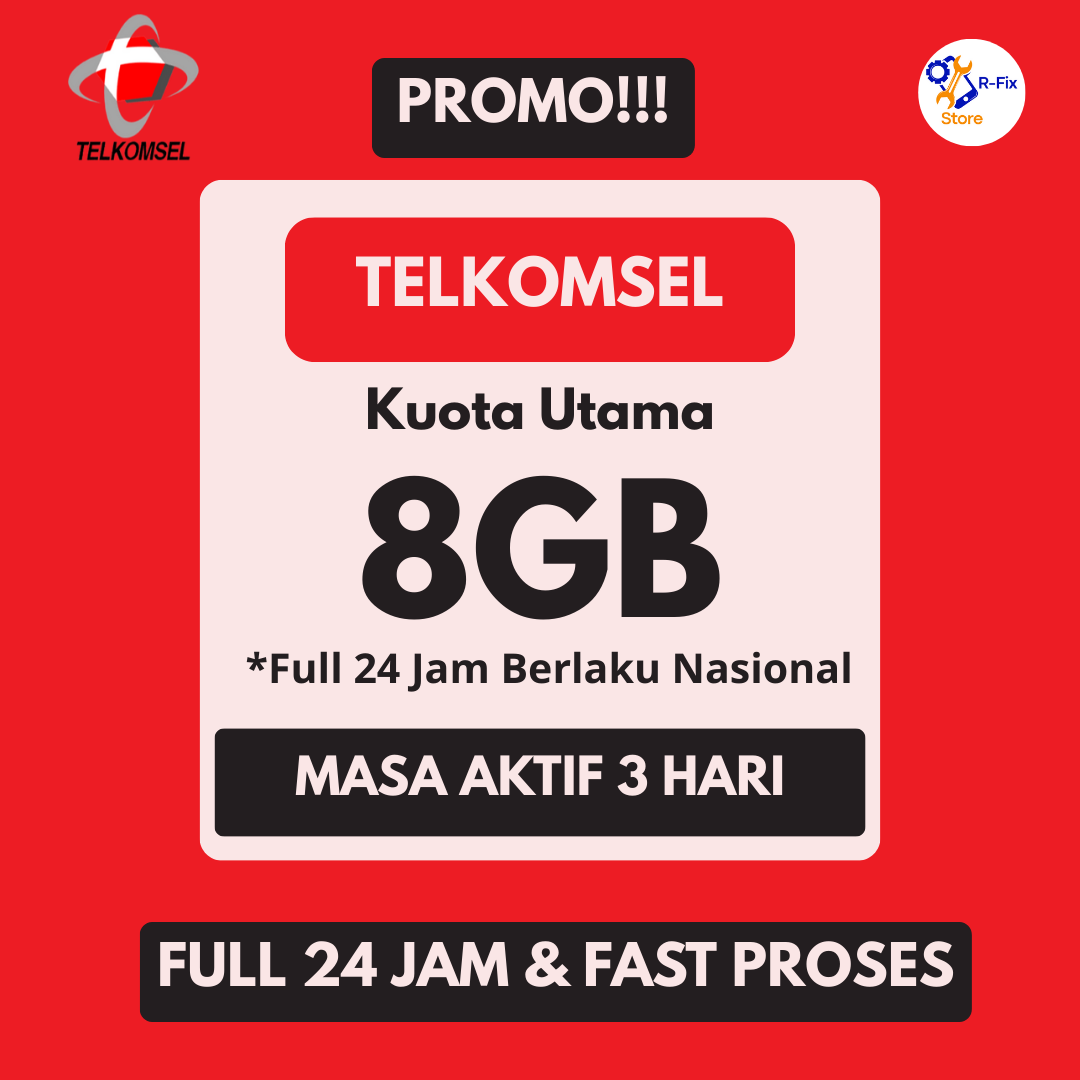 TELKOMSEL
PROMO!!!
R-Fix
Store
TELKOMSEL
Kuota Utama
8GB
*Full 24 Jam Berlaku Nasional
MASA AKTIF 3 HARI
FULL 24 JAM & FAST PROSES